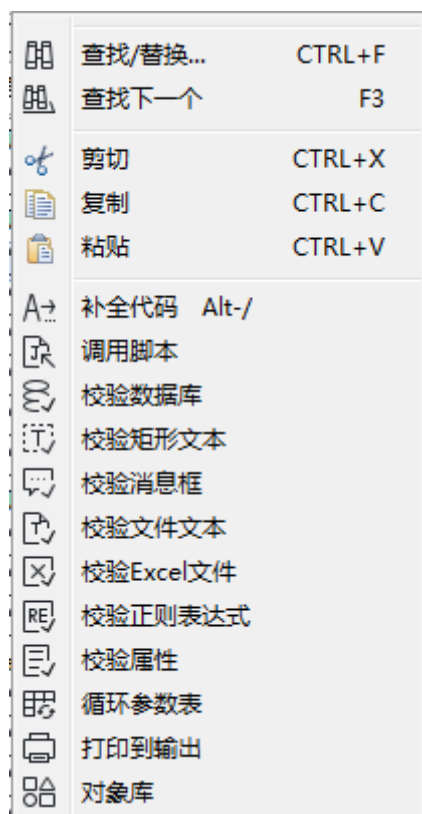 查找/替换... CTRL+F
查找下一个 F3
剪切 CTRL+X
复制 CTRL+C
粘贴 CTRL+V
补全代码 Alt-/
调用脚本
校验数据库
校验矩形文本
校验消息框
校验文件文本
校验Excel文件
校验正则表达式
校验属性
循环参数表
打印到输出
对象库